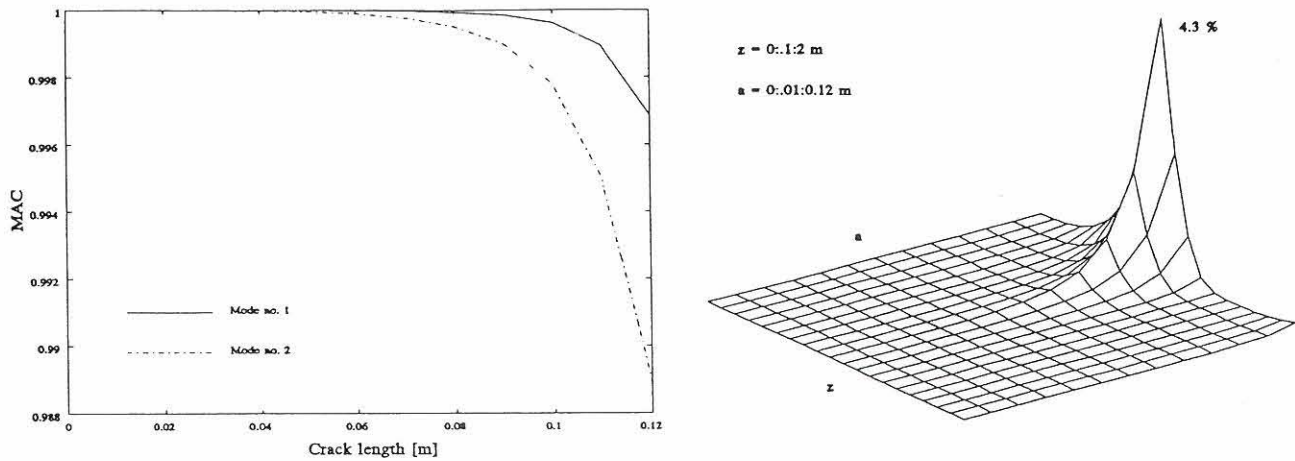 1
0.998
0.996
0.994
0.992
0.99
0.988
MAC
Mode no. 1
Mode no. 2
0
0.02
0.04
0.06
0.08
0.1
0.12
Crack length [m]
z = 0:.1:2 m
a = 0:.01:0.12 m
4.3 %
a
z